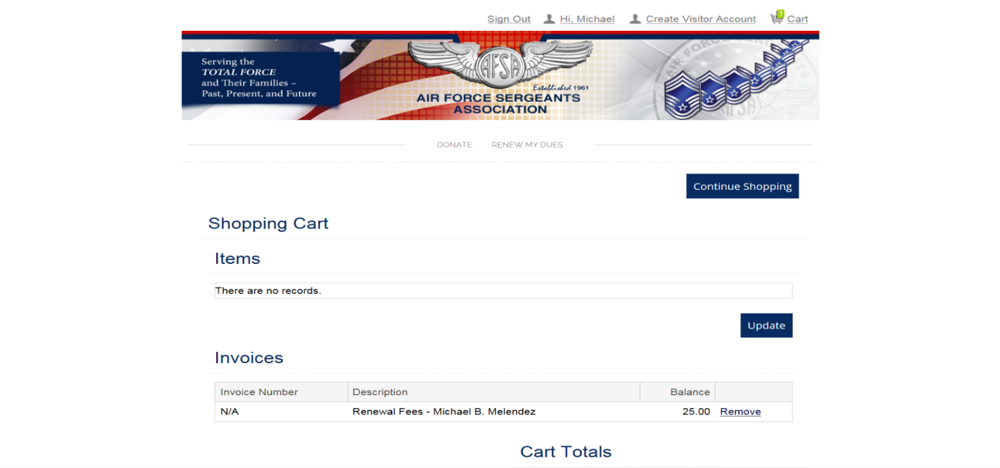 Sign Out Hi, Michael Create Visitor Account 1 Cart
Serving the
TOTAL FORCE
and Their Families –
Past, Present, and Future
AFSA
Established 1961
AIR FORCE SERGEANTS
ASSOCIATION
DONATE RENEW MY DUES
Continue Shopping
Shopping Cart
Items
There are no records.
Update
Invoices
Invoice Number Description Balance
N/A Renewal Fees - Michael B. Melendez 25.00 Remove
Cart Totals